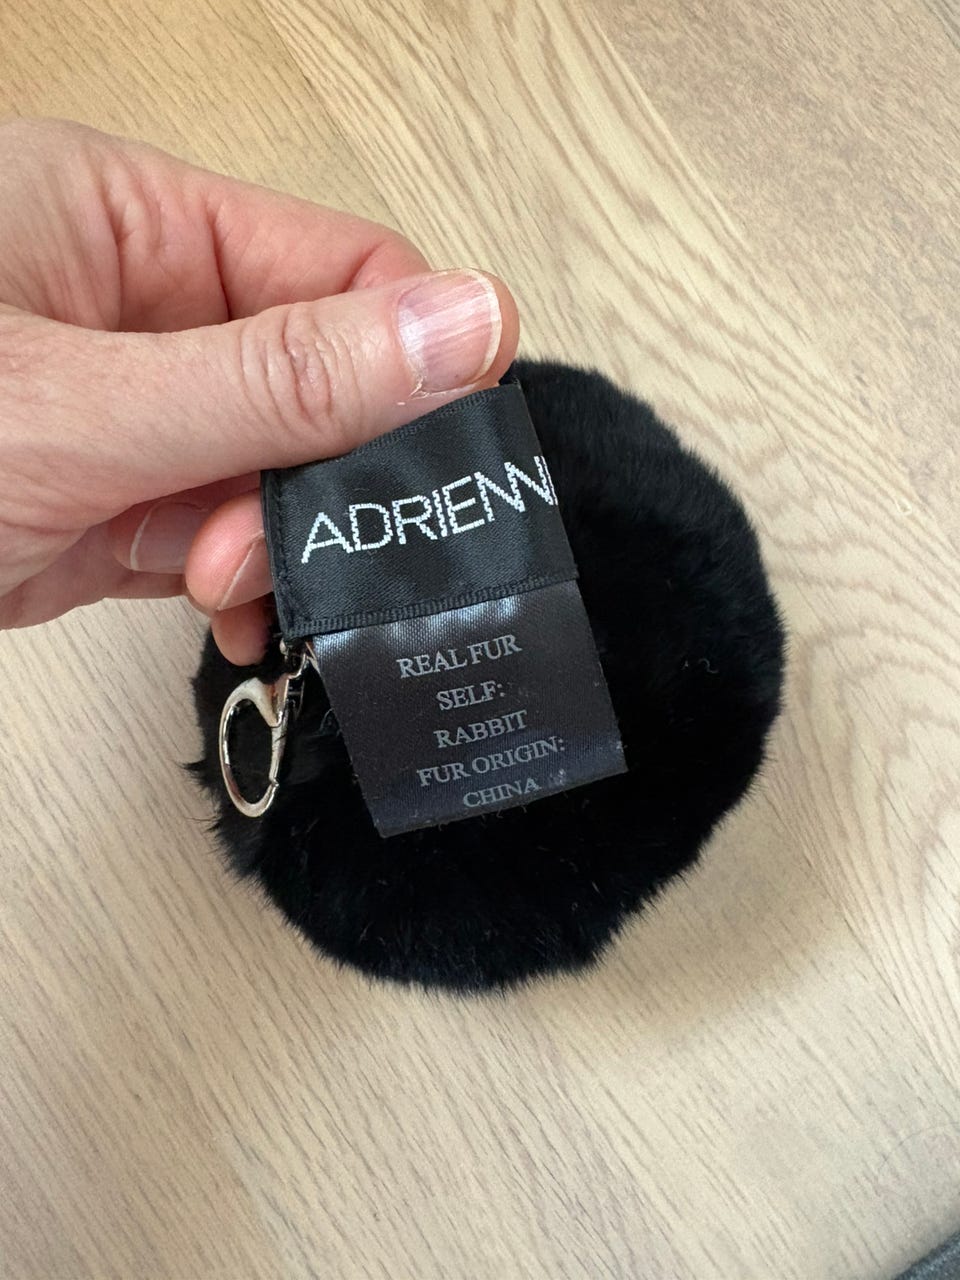 ADRIENN
REAL FUR
SELF:
RABBIT
FUR ORIGIN:
CHINA